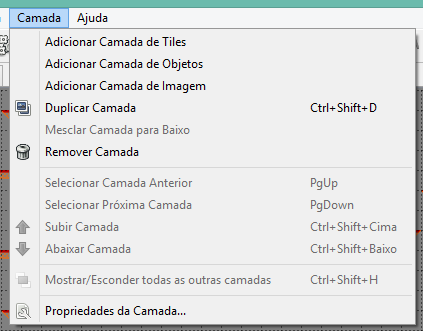 Camada Ajuda
Adicionar Camada de Tiles
Adicionar Camada de Objetos
Adicionar Camada de Imagem
Duplicar Camada Ctrl+Shift+D
Mesclar Camada para Baixo
Remover Camada
Selecionar Camada Anterior PgUp
Selecionar Próxima Camada PgDown
Subir Camada Ctrl+Shift+Cima
Abaixar Camada Ctrl+Shift+Baixo
Mostrar/Esconder todas as outras camadas Ctrl+Shift+H
Propriedades da Camada...